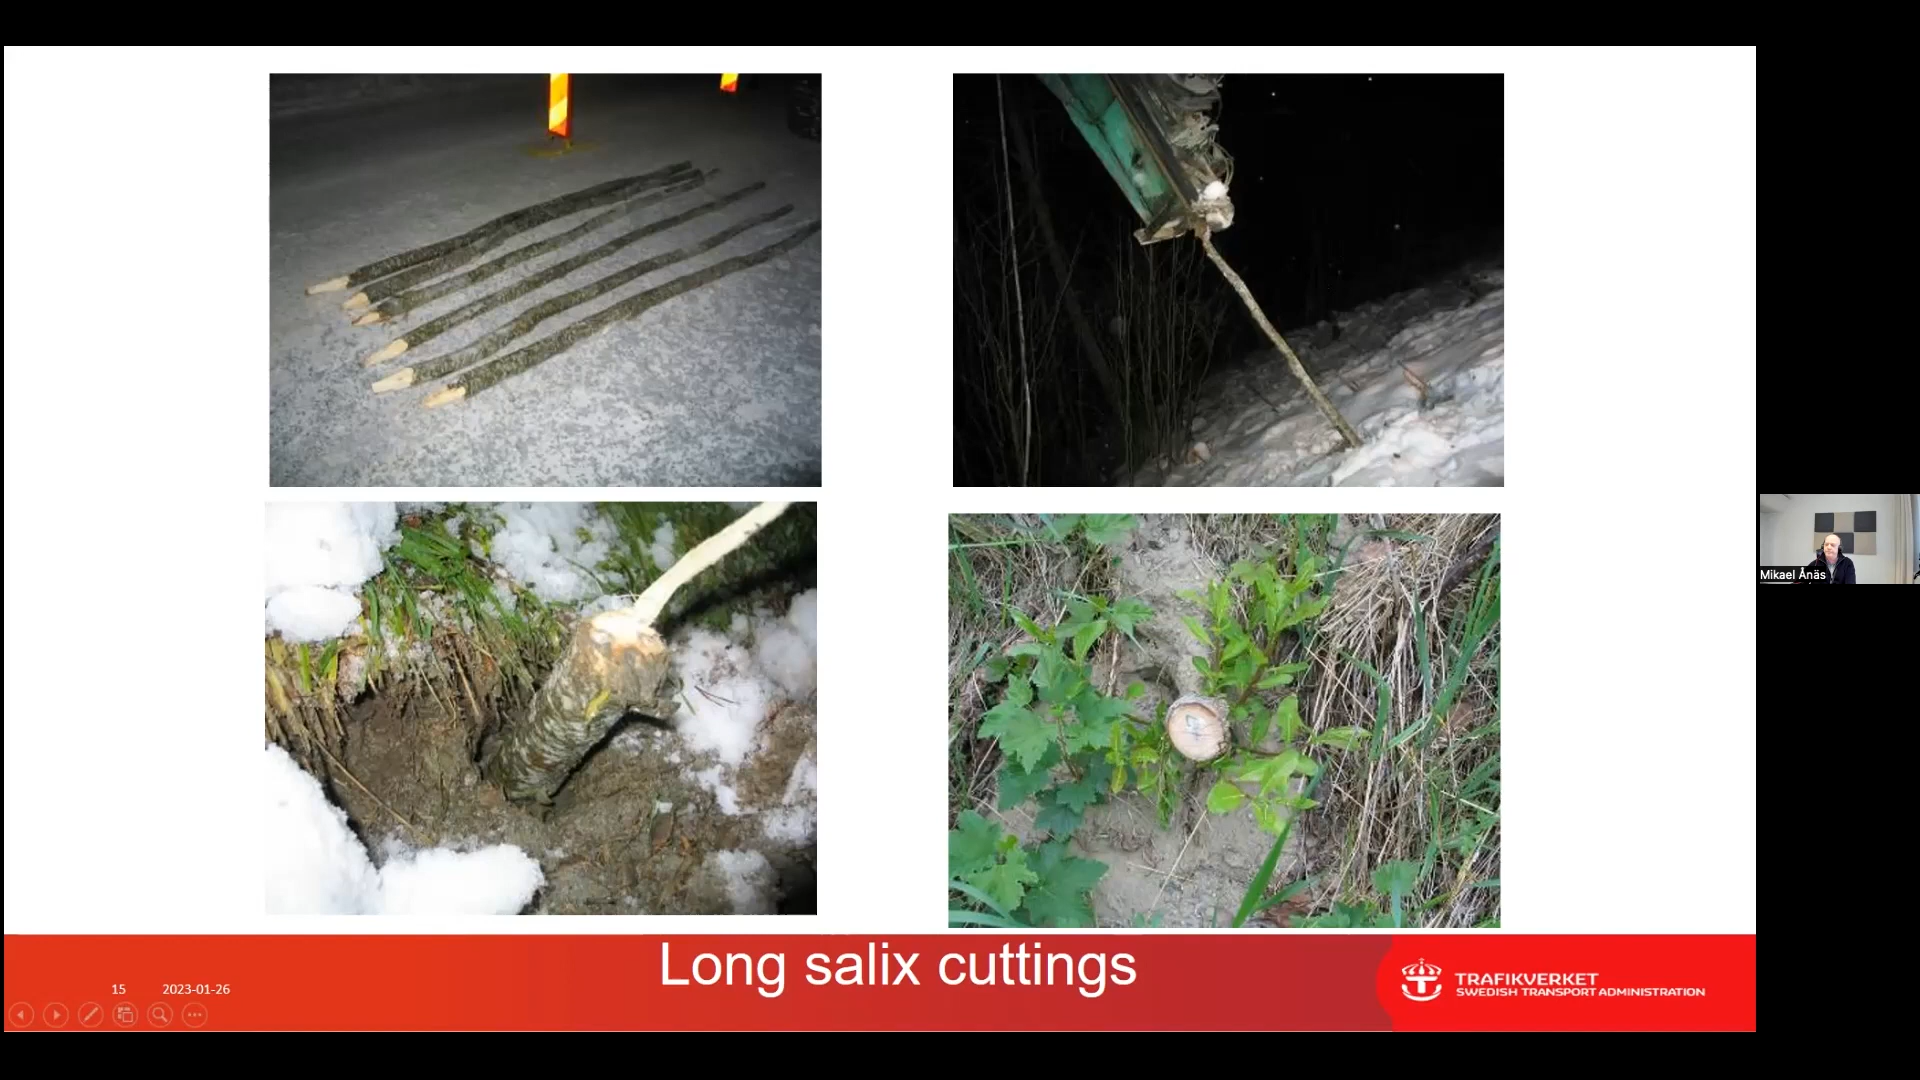 Long salix cuttings
15
2023-01-26
TRAFIKVERKET
SWEDISH TRANSPORT ADMINISTRATION
Mikael Ånäs